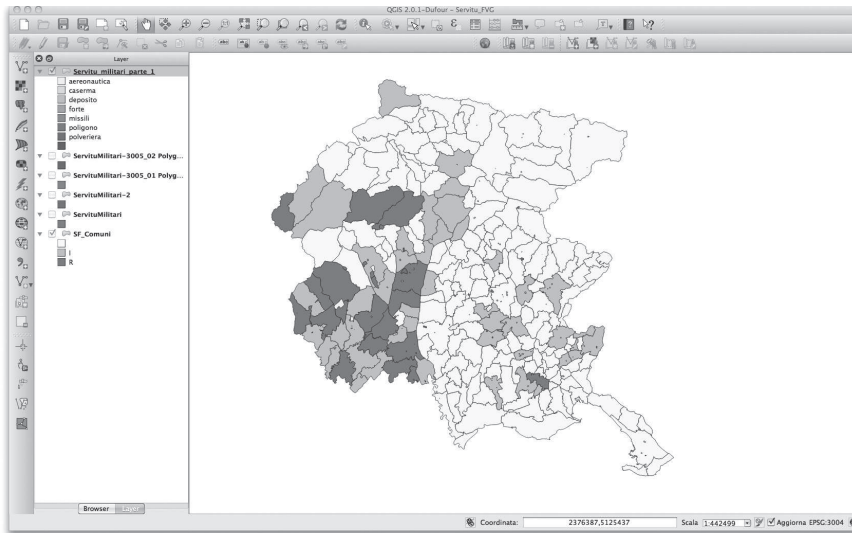 QGIS 2.0.1-Dufour - Servitu_FVG
Layer
Servitu_militari_parte_1
aereonautica
caserma
deposito
forte
missili
poligono
polveriera
ServituMilitari-3005_02 Polyg...
ServituMilitari-3005_01 Polyg...
ServituMilitari-2
ServituMilitari
SF_Comuni
I
R
Browser Layer
Coordinata: 2376387,5125437 Scala 1:442499 Aggiorna EPSG:3004